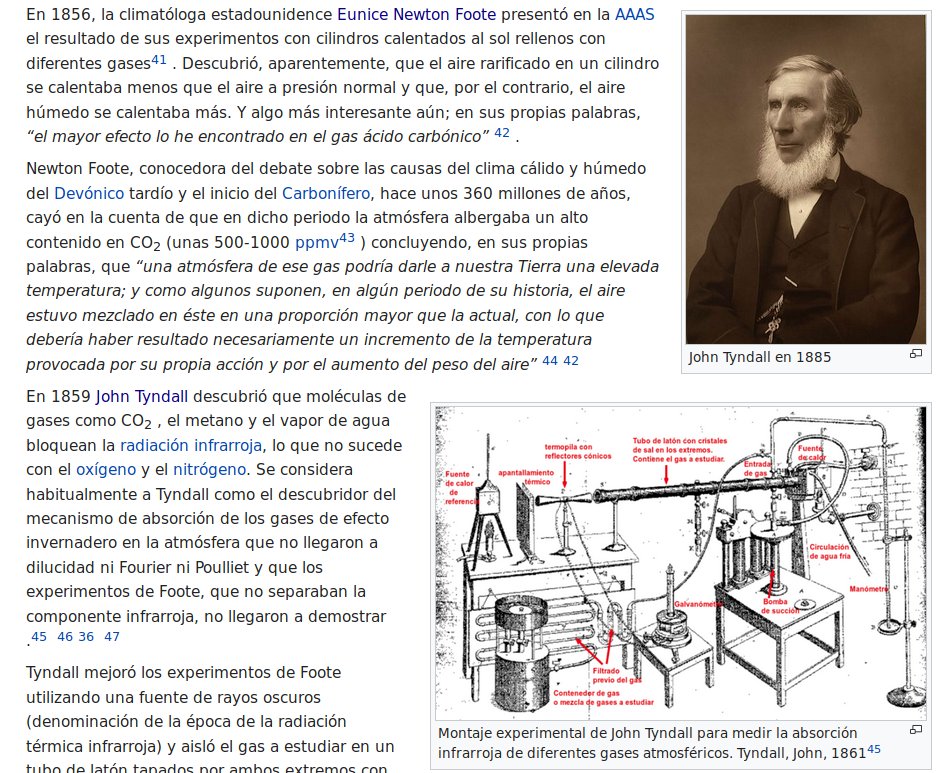 En 1856, la climatóloga estadounidence Eunice Newton Foote presentó en la AAAS
el resultado de sus experimentos con cilindros calentados al sol rellenos con
diferentes gases41 . Descubrió, aparentemente, que el aire rarificado en un cilindro
se calentaba menos que el aire a presión normal y que, por el contrario, el aire
húmedo se calentaba más. Y algo más interesante aún; en sus propias palabras,
“el mayor efecto lo he encontrado en el gas ácido carbónico” 42 .
Newton Foote, conocedora del debate sobre las causas del clima cálido y húmedo
del Devónico tardío y el inicio del Carbonífero, hace unos 360 millones de años,
cayó en la cuenta de que en dicho periodo la atmósfera albergaba un alto
contenido en CO2 (unas 500-1000 ppmv43 ) concluyendo, en sus propias
palabras, que “una atmósfera de ese gas podría darle a nuestra Tierra una elevada
temperatura; y como algunos suponen, en algún periodo de su historia, el aire
estuvo mezclado en éste en una proporción mayor que la actual, con lo que
debería haber resultado necesariamente un incremento de la temperatura
provocada por su propia acción y por el aumento del peso del aire” 44 42
John Tyndall en 1885
En 1859 John Tyndall descubrió que moléculas de
gases como CO2 , el metano y el vapor de agua
bloquean la radiación infrarroja, lo que no sucede
con el oxígeno y el nitrógeno. Se considera
habitualmente a Tyndall como el descubridor del
mecanismo de absorción de los gases de efecto
invernadero en la atmósfera que no llegaron a
dilucidad ni Fourier ni Poulliet y que los
experimentos de Foote, que no separaban la
componente infrarroja, no llegaron a demostrar
.45 46 36 47
Tyndall mejoró los experimentos de Foote
utilizando una fuente de rayos oscuros
(denominación de la época de la radiación
térmica infrarroja) y aisló el gas a estudiar en un
tubo de latón tapados por ambos extremos con
Fuente
de calor
de
referencia
apantallamiento
térmico
termopila con
reflectores cónicos
Tubo de latón con cristales
de sal en los extremos.
Contiene el gas a estudiar.
Entrada
de gas
Fuente
de calor
Circulación
de agua fría
Manómetro
Galvanómetro
Bomba
de succión
Filtrado
previo del gas
Contenedor de gas
o mezcla de gases a estudiar
Montaje experimental de John Tyndall para medir la absorción
infrarroja de diferentes gases atmosféricos. Tyndall, John, 186145